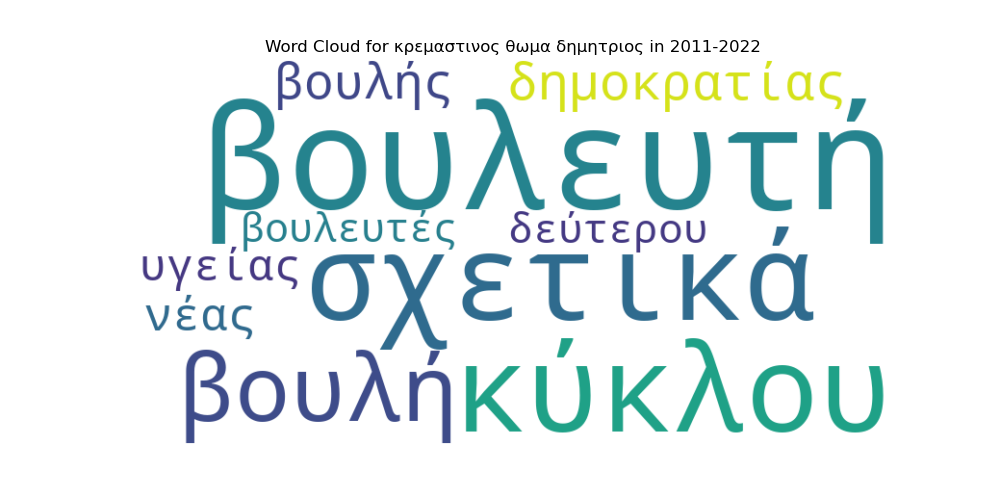 Word Cloud for κρεμαστινος θωμα δημητριος in 2011-2022
βουλής δημοκρατίας
βουλευτή
βουλευτές δεύτερου
υγείας σχετικά
νέας
βουλή κύκλου